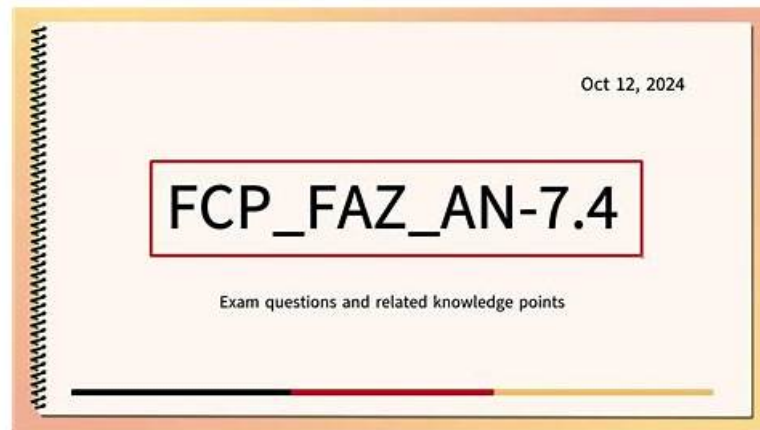 Oct 12, 2024
FCP_FAZ_AN-7.4
Exam questions and related knowledge points